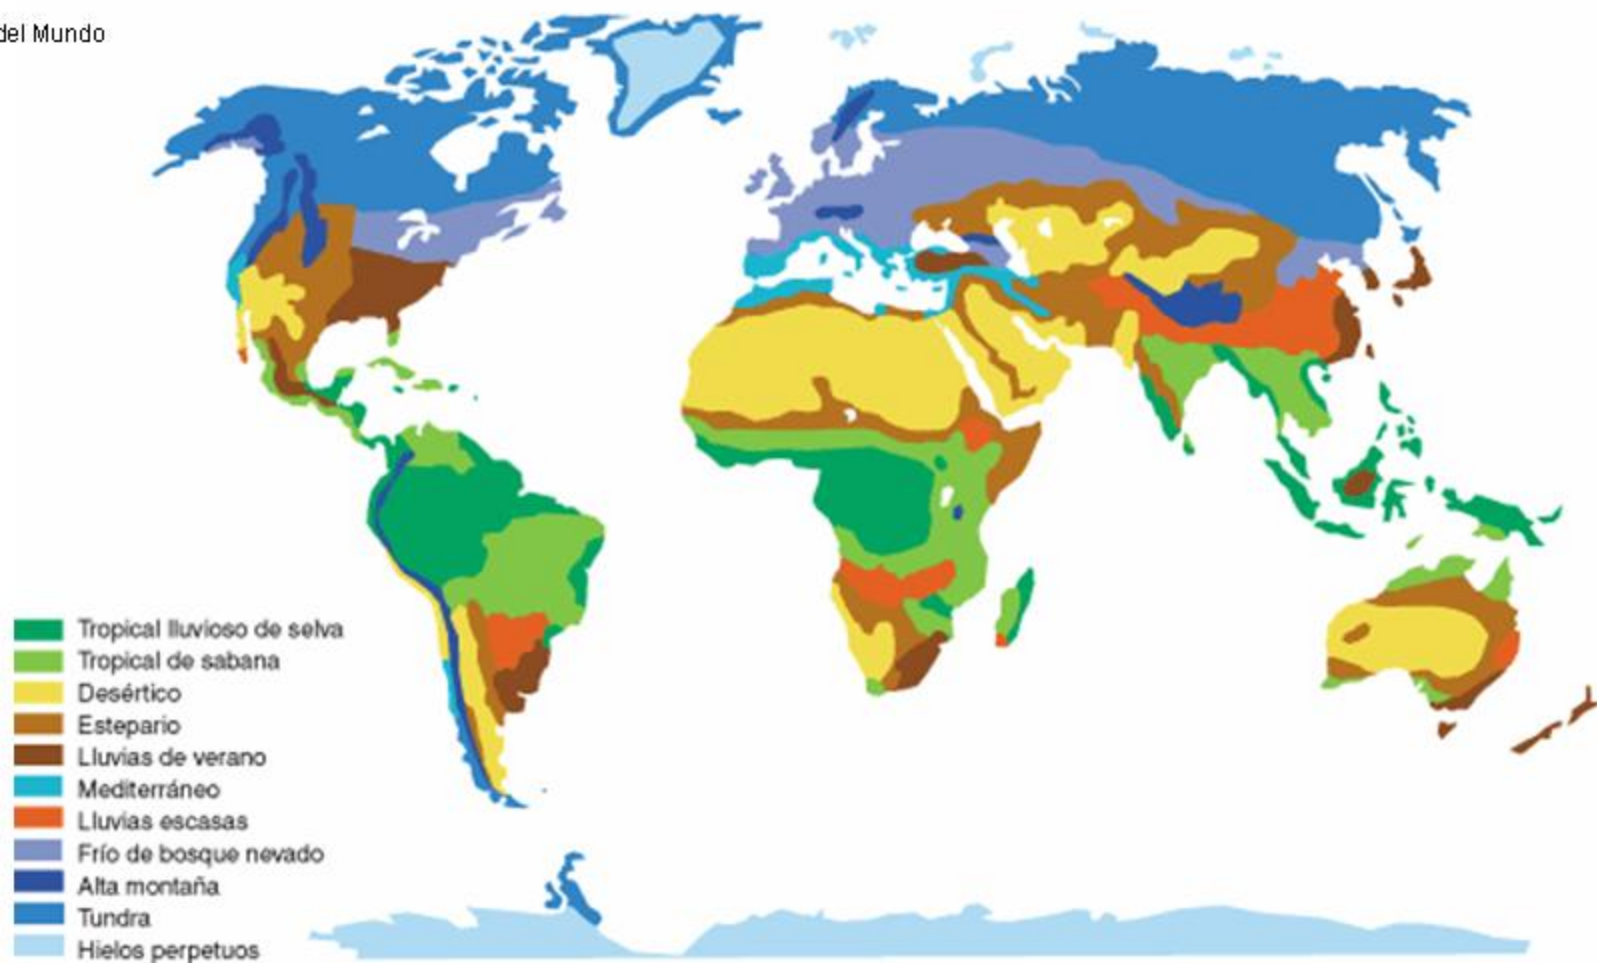 del Mundo
Tropical lluvioso de selva
Tropical de sabana
Desértico
Estepario
Lluvias de verano
Mediterráneo
Lluvias escasas
Frío de bosque nevado
Alta montaña
Tundra
Hielos perpetuos